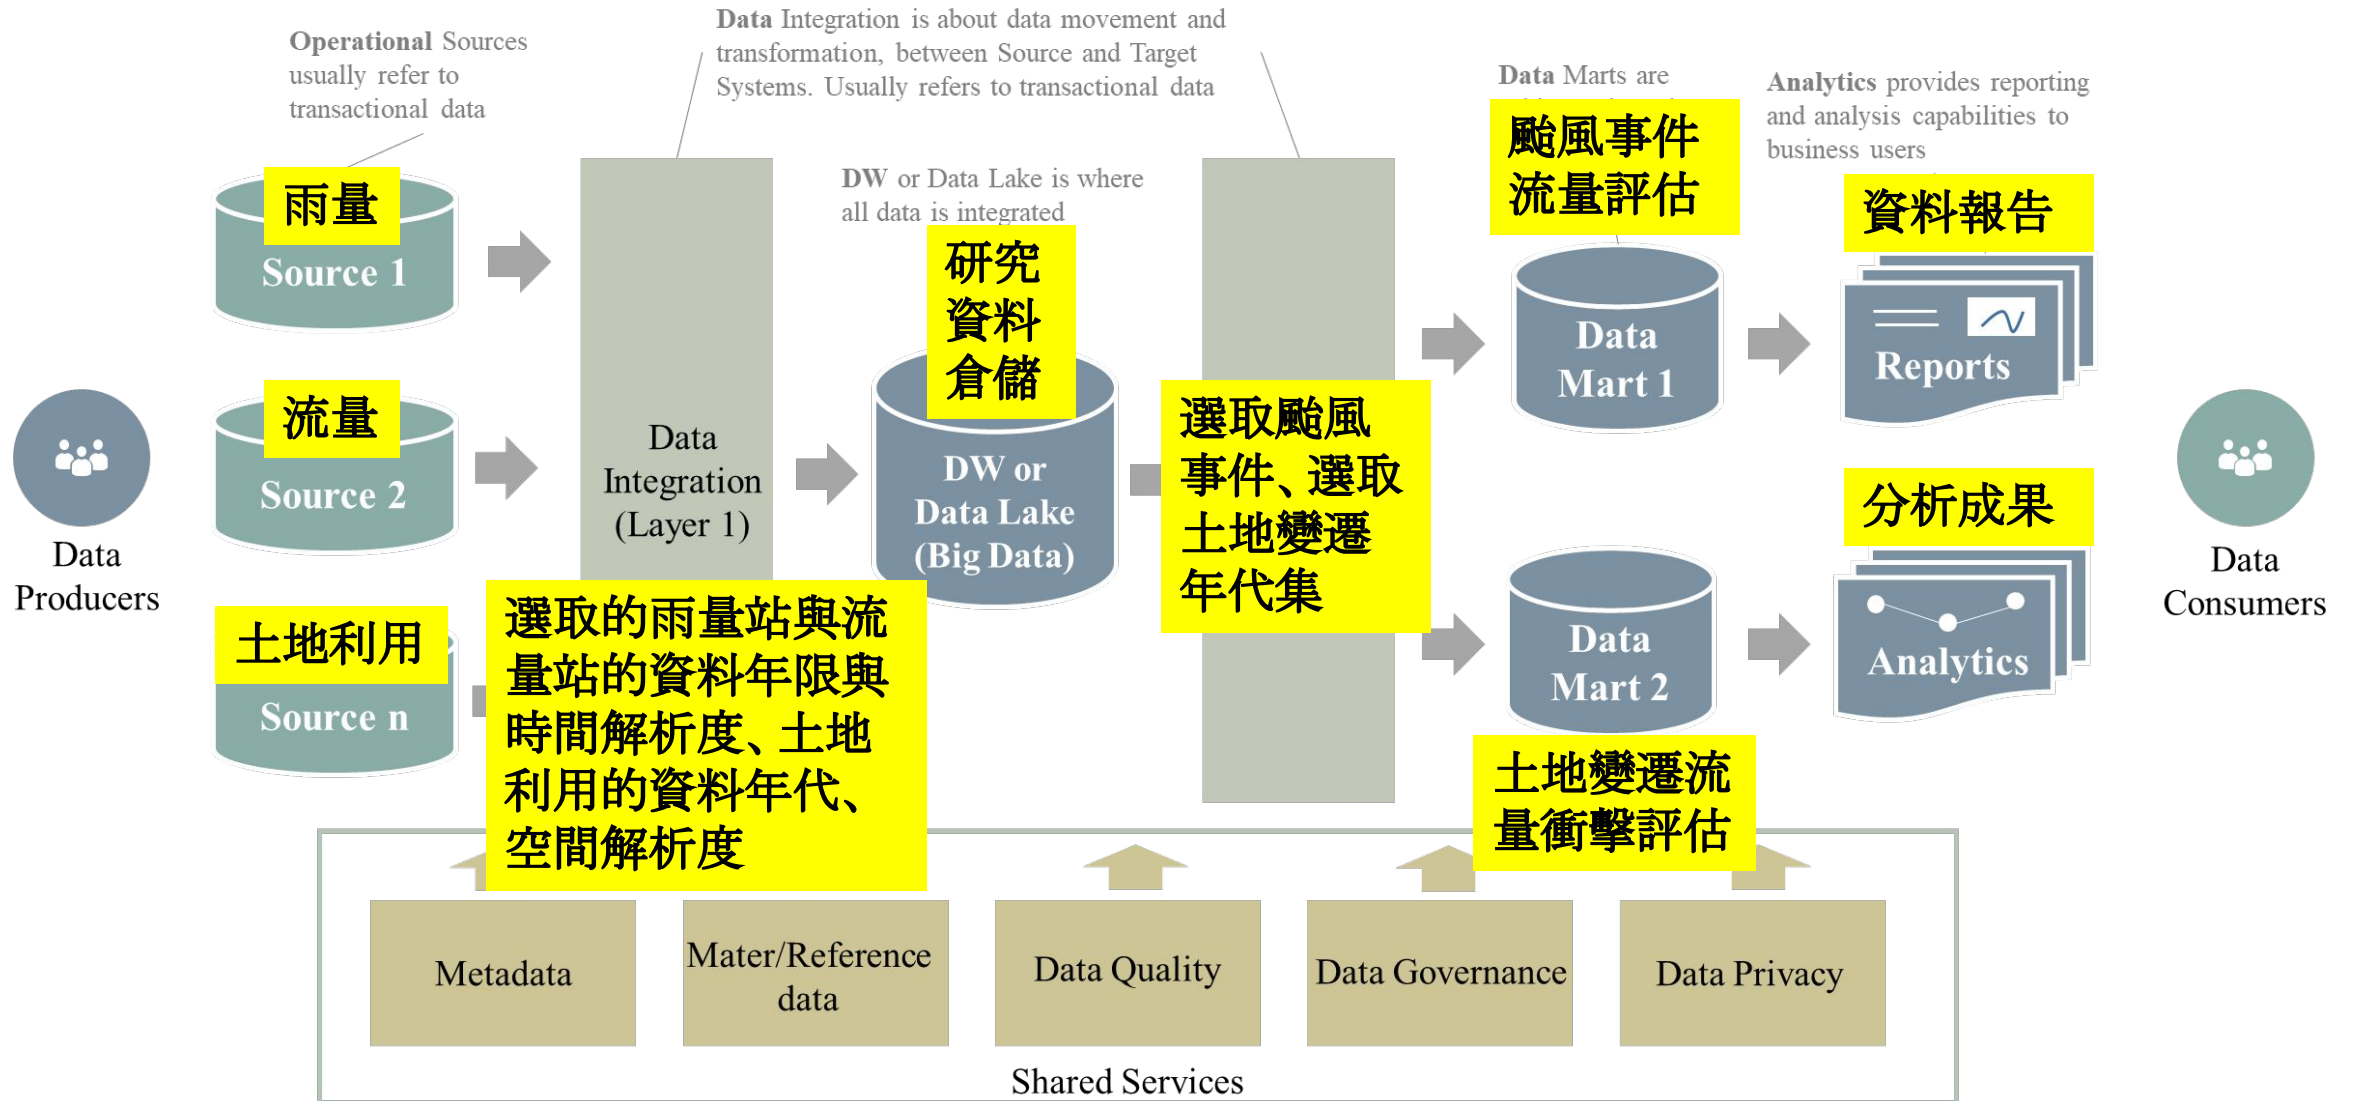 Operational Sources
usually refer to
transactional data
Data Integration is about data movement and
transformation, between Source and Target
Systems. Usually refers to transactional data
DW or Data Lake is where
all data is integrated
Data Marts are
Analytics provides reporting
and analysis capabilities to
business users
雨量
Source 1
流量
Source 2
土地利用
Source n
Data
Producers
Data
Integration
(Layer 1)
選取的雨量站與流
量站的資料年限與
時間解析度、土地
利用的資料年代、
空間解析度
研究
資料
倉儲
DW or
Data Lake
(Big Data)
選取颱風
事件、選取
土地變遷
年代集
颱風事件
流量評估
Data
Mart 1
Data
Mart 2
土地變遷流
量衝擊評估
資料報告
Reports
分析成果
Analytics
Data
Consumers
Metadata
Mater/Reference
data
Data Quality
Data Governance
Data Privacy
Shared Services